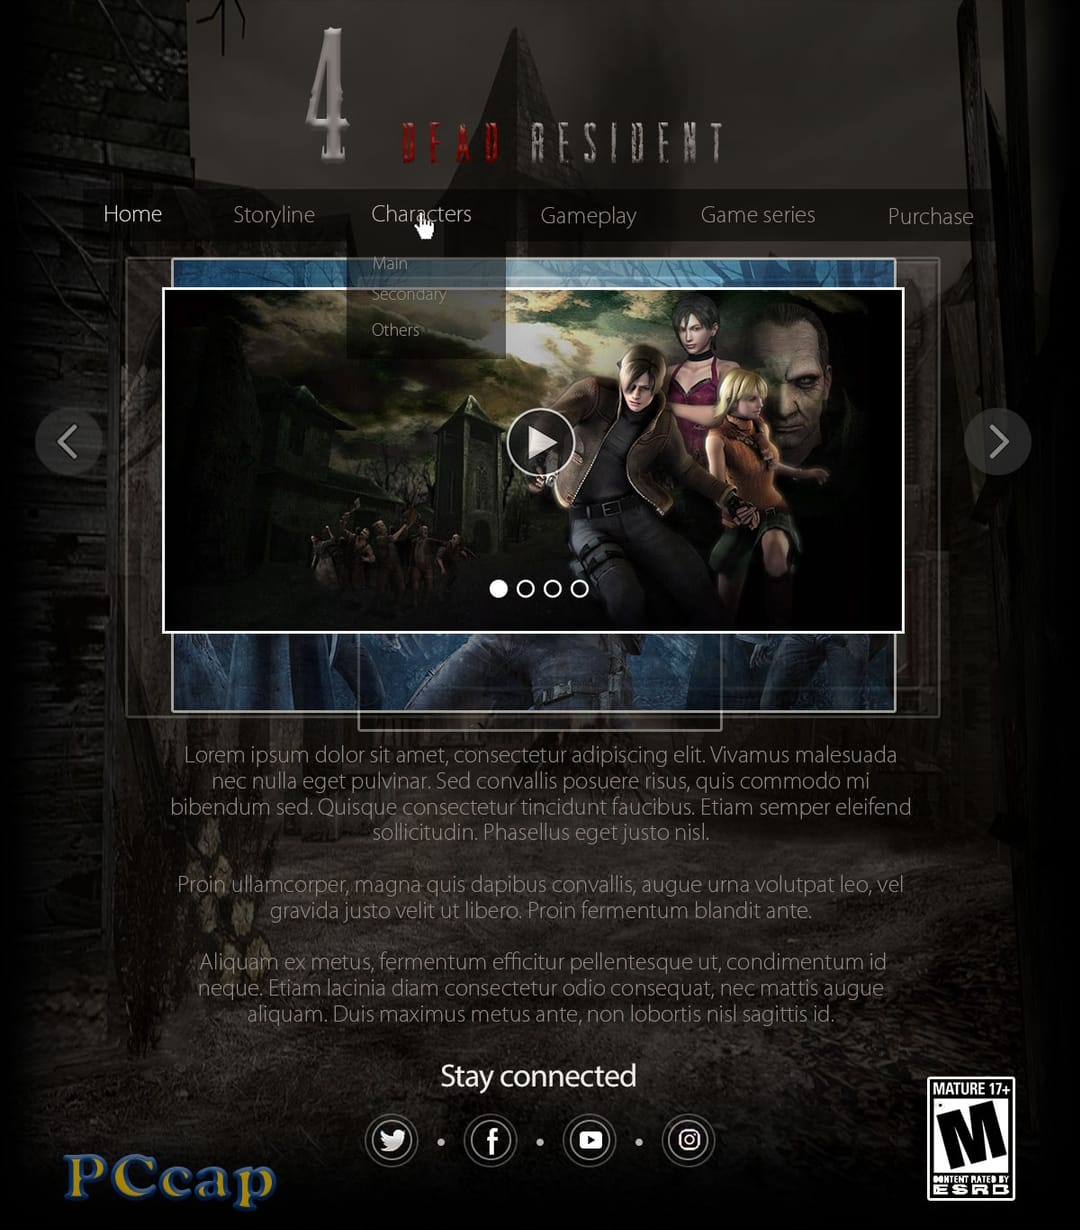 4 DEAD RESIDENT
Home Storyline Characters Gameplay Game series Purchase
Main
Secondary
Others
Lorem ipsum dolor sit amet, consectetur adipiscing elit. Vivamus malesuada
nec nulla eget pulvinar. Sed convallis posuere risus, quis commodo mi
bibendum sed. Quisque consectetur tincidunt faucibus. Etiam semper eleifend
sollicitudin. Phasellus eget justo nisl.
Proin ullamcorper, magna quis dapibus convallis, augue urna volutpat leo, vel
gravida justo velit ut libero. Proin fermentum blandit ante.
Aliquam ex metus, fermentum efficitur pellentesque ut, condimentum id
neque. Etiam lacinia diam consectetur odio consequat, nec mattis augue
aliquam. Duis maximus metus ante, non lobortis nisl sagittis id.
Stay connected
MATURE 17+
M
CONTENT RATED BY
ESRB
PCcap